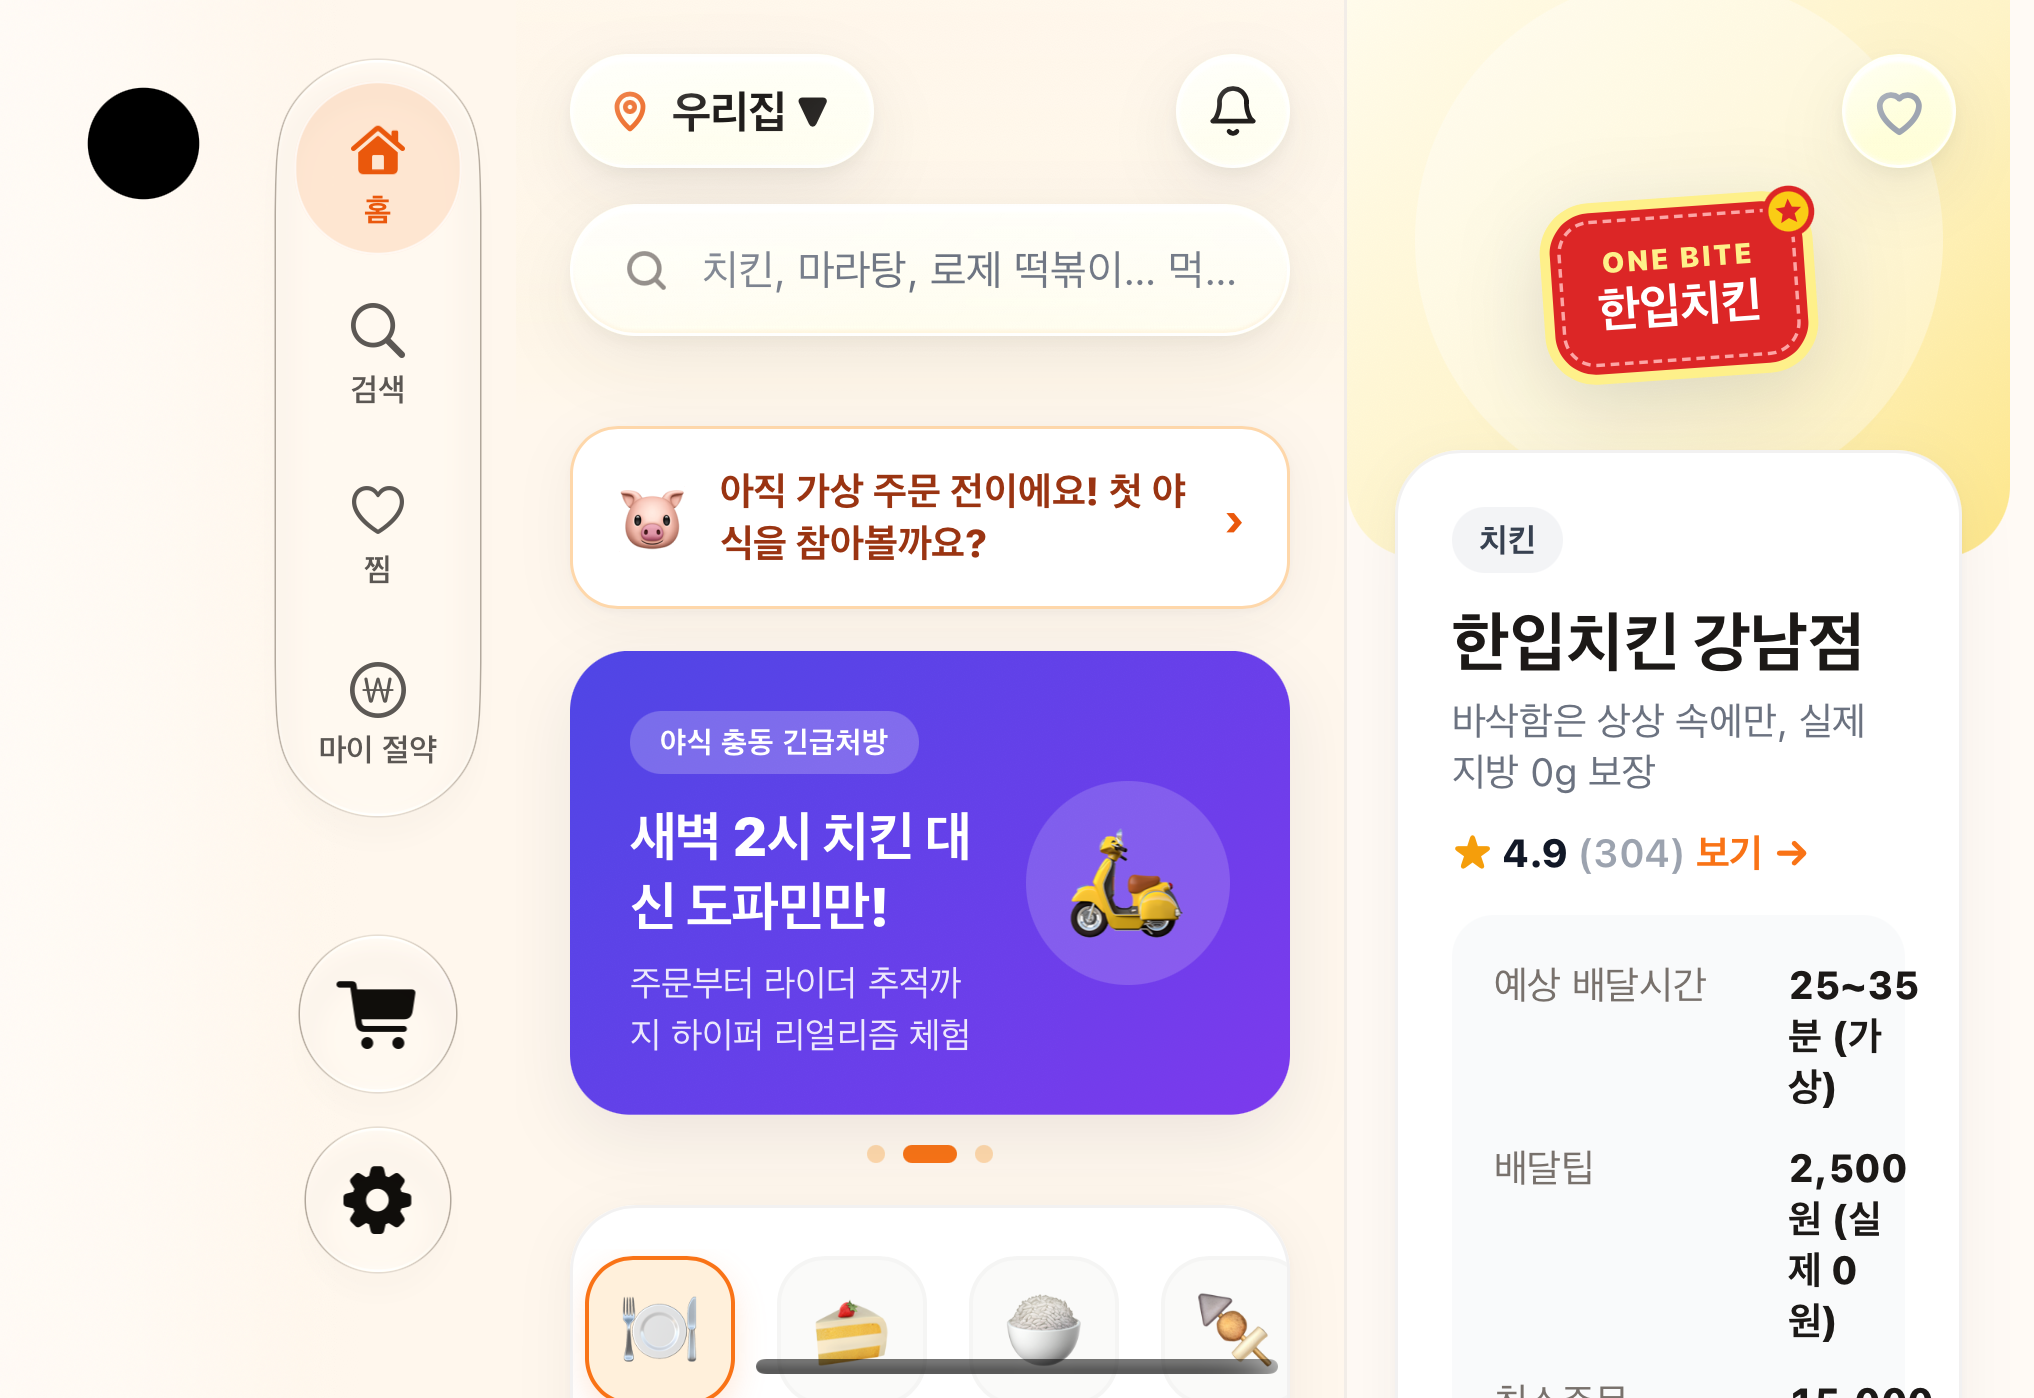 홈
검색
찜
마이 절약
우리집 ▼
치킨, 마라탕, 로제 떡볶이... 먹...
아직 가상 주문 전이에요! 첫 야
식을 참아볼까요?
야식 충동 긴급처방
새벽 2시 치킨 대
신 도파민만!
주문부터 라이더 추적까
지 하이퍼 리얼리즘 체험
ONE BITE
한입치킨
치킨
한입치킨 강남점
바삭함은 상상 속에만, 실제
지방 0g 보장
4.9 (304) 보기 →
예상 배달시간
25~35
분 (가
상)
배달팁
2,500
원 (실
제 0
원)